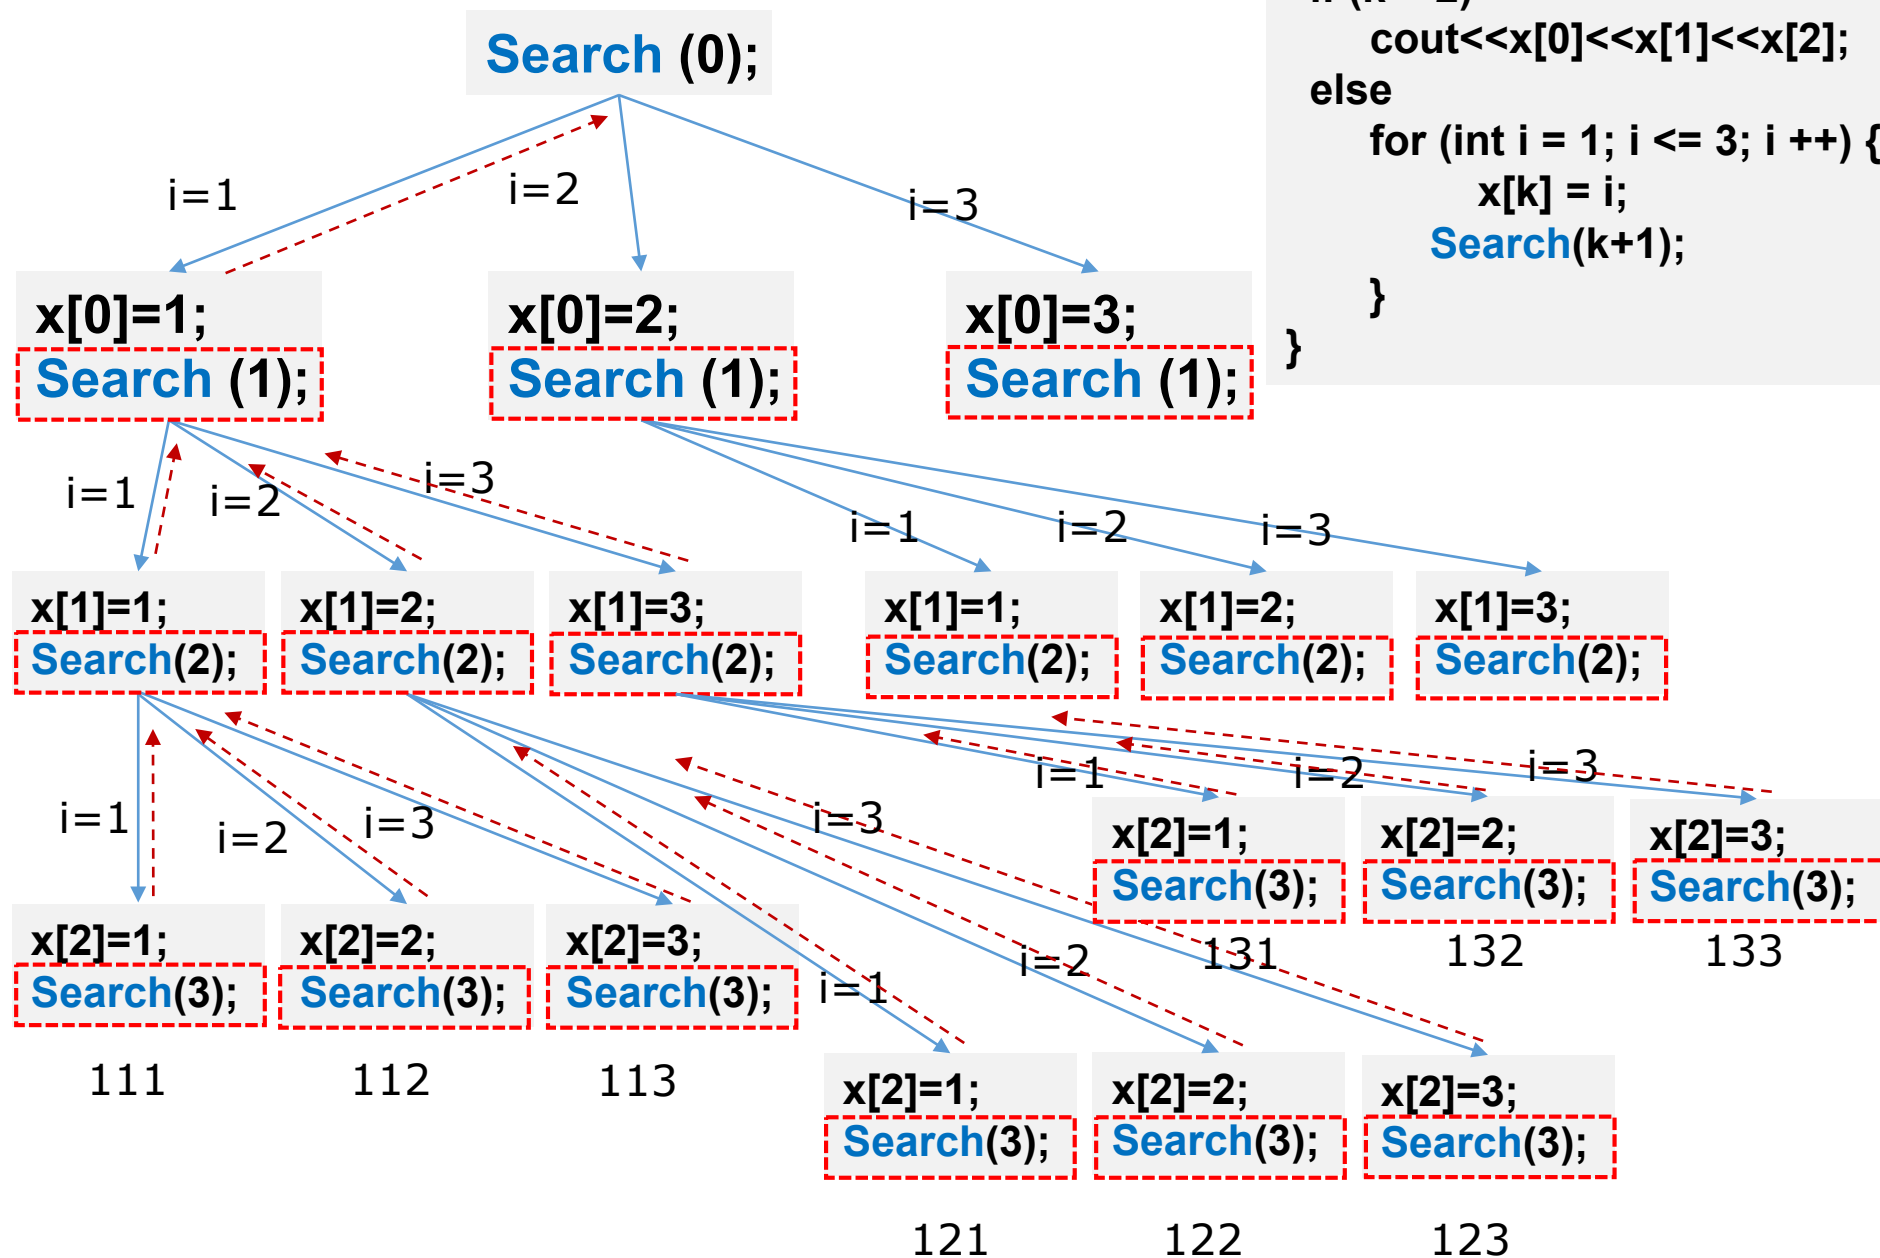 Search (0);
cout<<x[0]<<x[1]<<x[2];
else
for (int i = 1; i <= 3; i ++) {
x[k] = i;
Search(k+1);
}
}
i=1
i=2
i=3
x[0]=1;
Search (1);
x[0]=2;
Search (1);
x[0]=3;
Search (1);
i=1
i=2
i=3
i=1
i=2
i=3
x[1]=1;
Search(2);
x[1]=2;
Search(2);
x[1]=3;
Search(2);
x[1]=1;
Search(2);
x[1]=2;
Search(2);
x[1]=3;
Search(2);
i=1
i=2
i=3
i=1
i=2
i=3
i=3
i=2
i=1
x[2]=1;
Search(3);
131
x[2]=2;
Search(3);
132
x[2]=3;
Search(3);
133
x[2]=1;
Search(3);
111
x[2]=2;
Search(3);
112
x[2]=3;
Search(3);
113
x[2]=1;
Search(3);
121
x[2]=2;
Search(3);
122
x[2]=3;
Search(3);
123